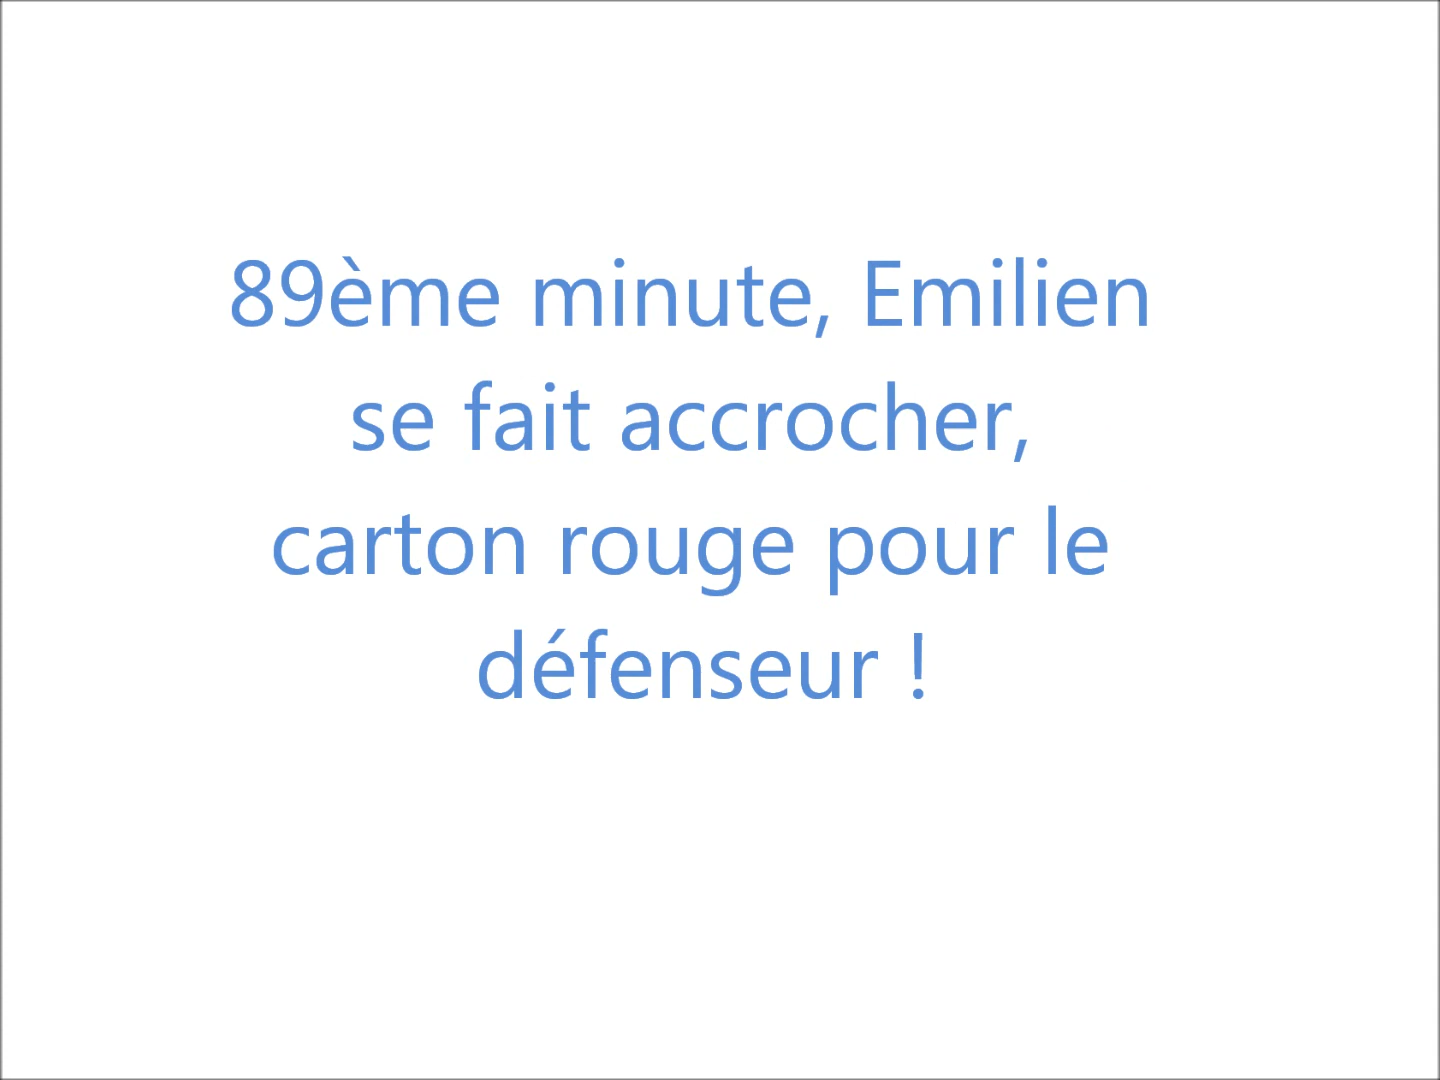 89ème minute, Emilien
se fait accrocher,
carton rouge pour le
défenseur !